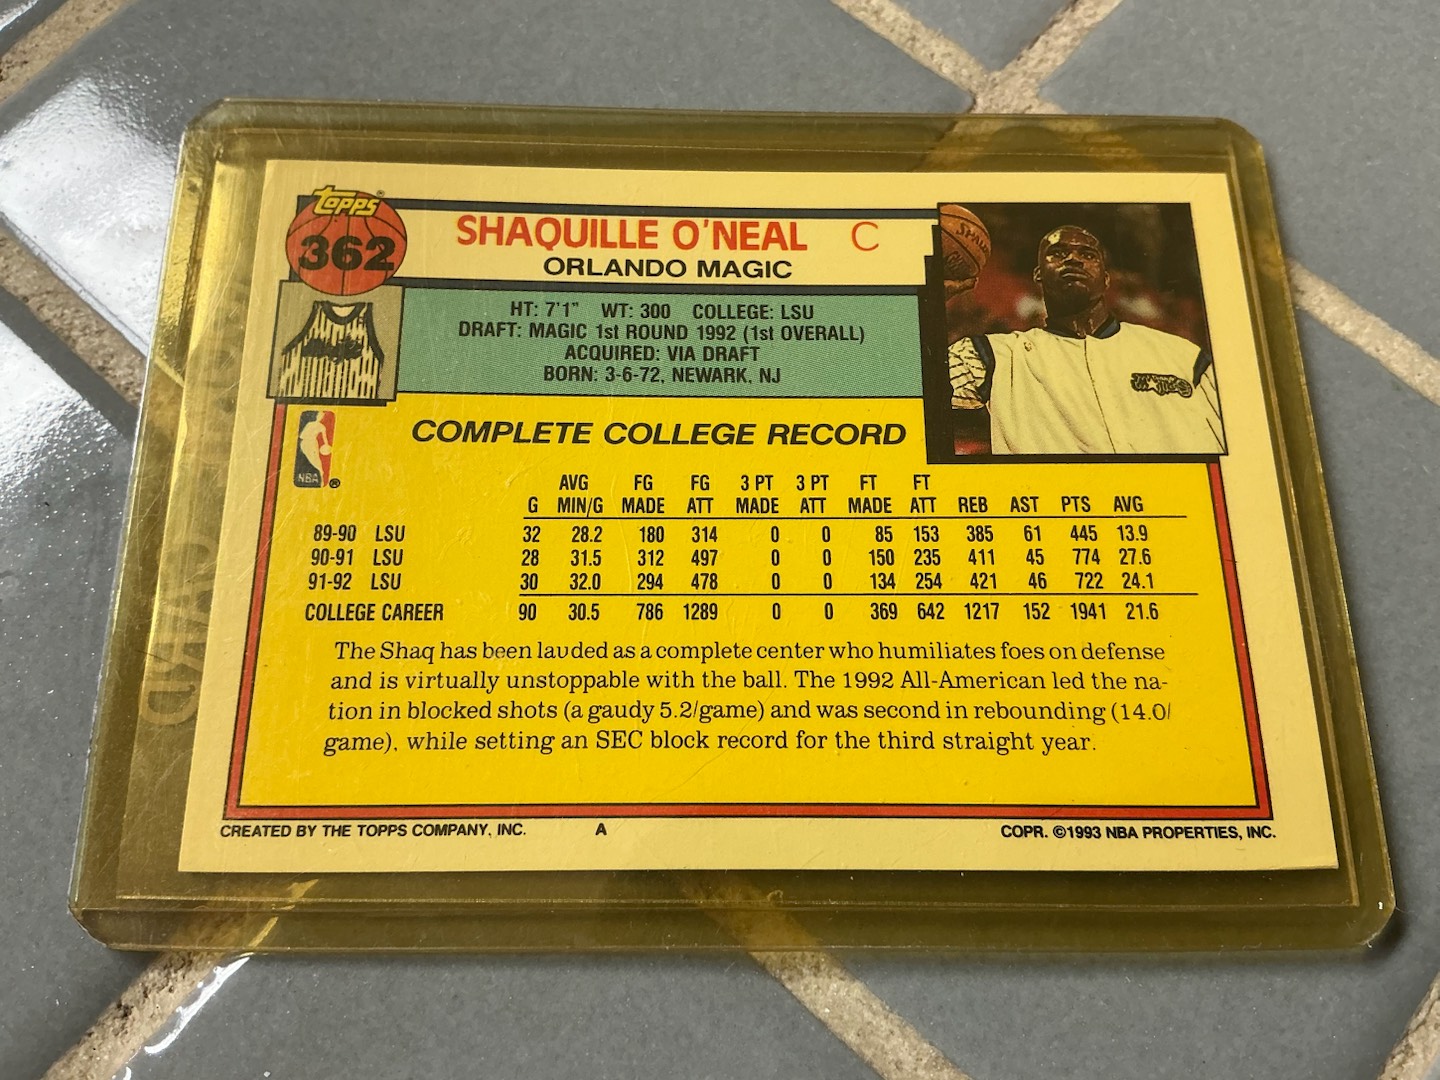 Topps®
362
SHAQUILLE O'NEAL C
ORLANDO MAGIC
HT: 7'1" WT: 300 COLLEGE: LSU
DRAFT: MAGIC 1st ROUND 1992 (1st OVERALL)
ACQUIRED: VIA DRAFT
BORN: 3-6-72, NEWARK, NJ
NBA ®
COMPLETE COLLEGE RECORD
AVG FG FG 3 PT 3 PT FT FT
G MIN/G MADE ATT MADE ATT MADE ATT REB AST PTS AVG
89-90 LSU 32 28.2 180 314 0 0 85 153 385 61 445 13.9
90-91 LSU 28 31.5 312 497 0 0 150 235 411 45 774 27.6
91-92 LSU 30 32.0 294 478 0 0 134 254 421 46 722 24.1
COLLEGE CAREER 90 30.5 786 1289 0 0 369 642 1217 152 1941 21.6
The Shaq has been lauded as a complete center who humiliates foes on defense
and is virtually unstoppable with the ball. The 1992 All-American led the na-
tion in blocked shots (a gaudy 5.2/game) and was second in rebounding (14.0/
game), while setting an SEC block record for the third straight year.
CREATED BY THE TOPPS COMPANY, INC. A COPR. ©1993 NBA PROPERTIES, INC.